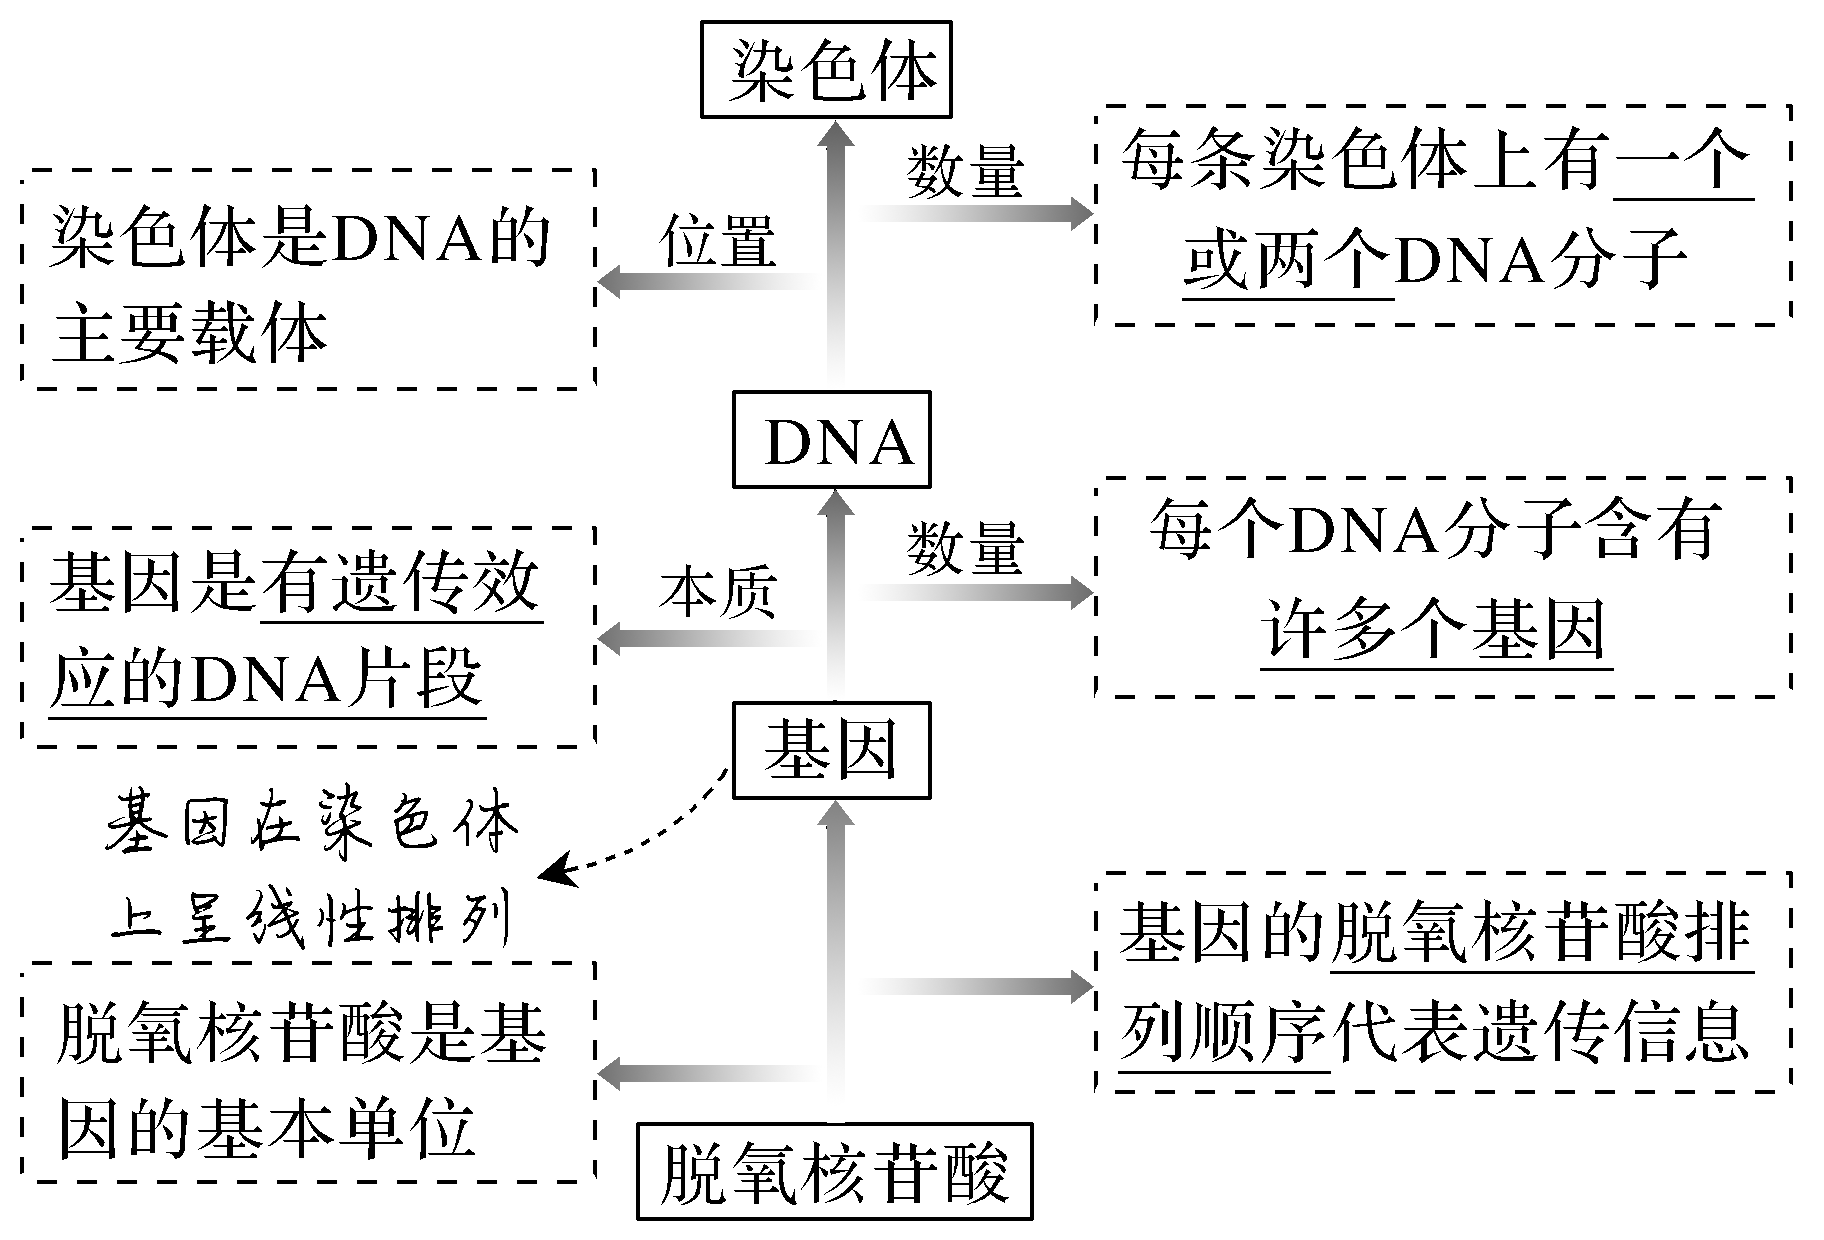 染色体
数量
每条染色体上有一个
或两个DNA分子
位置
染色体是DNA的
主要载体
DNA
数量
每个DNA分子含有
许多个基因
本质
基因是有遗传效
应的DNA片段
基因
基因在染色体
上呈线性排列
基因的脱氧核苷酸排
列顺序代表遗传信息
脱氧核苷酸是基
因的基本单位
脱氧核苷酸